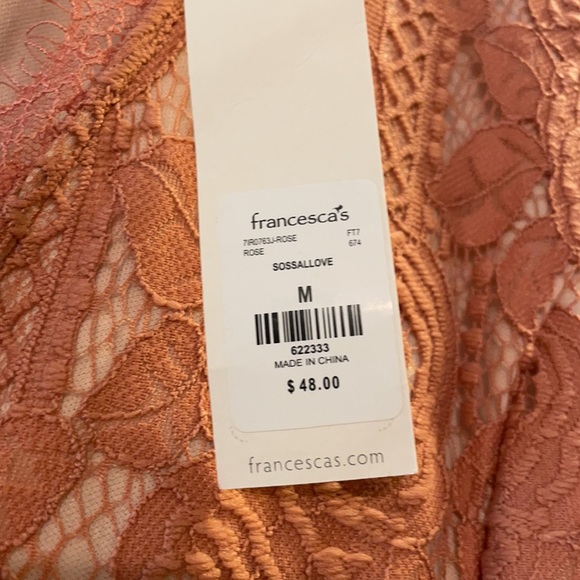 francesca's
7IR0763J-ROSE FT7
ROSE 674
SOSSALLOVE
M
622333
MADE IN CHINA
$ 48.00
francescas.com